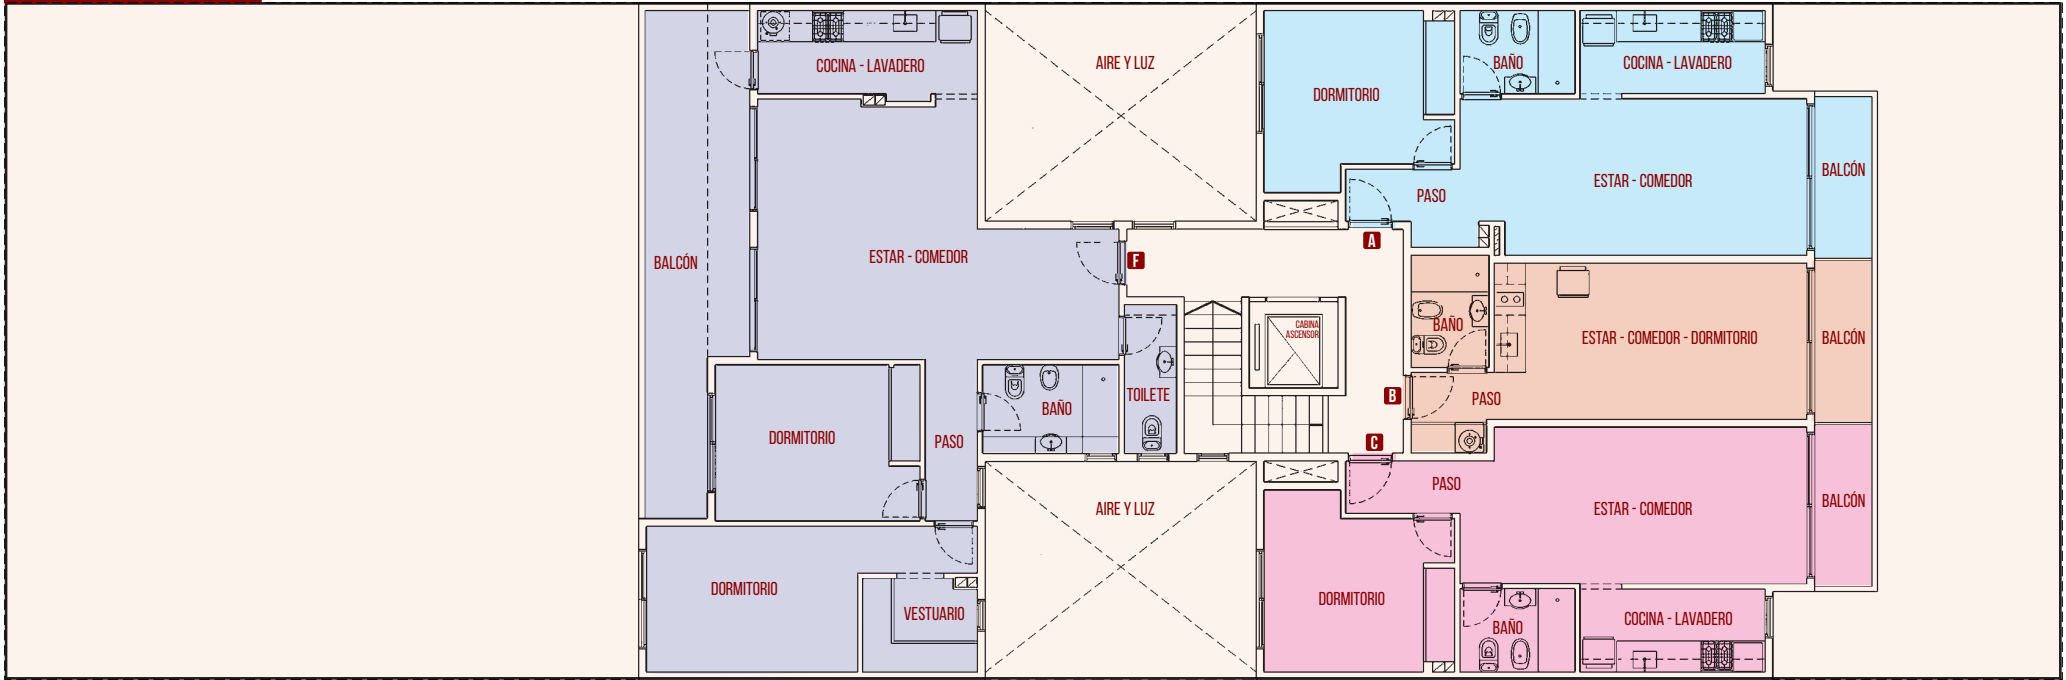 COCINA - LAVADERO
AIRE Y LUZ
DORMITORIO
BAÑO
COCINA - LAVADERO
BALCÓN
ESTAR - COMEDOR
PASO
ESTAR - COMEDOR
BALCÓN
F
A
CABINA
ASCENSOR
BAÑO
ESTAR - COMEDOR - DORMITORIO
BALCÓN
TOILETE
B
PASO
BAÑO
DORMITORIO
PASO
C
PASO
AIRE Y LUZ
ESTAR - COMEDOR
BALCÓN
DORMITORIO
VESTUARIO
DORMITORIO
BAÑO
COCINA - LAVADERO